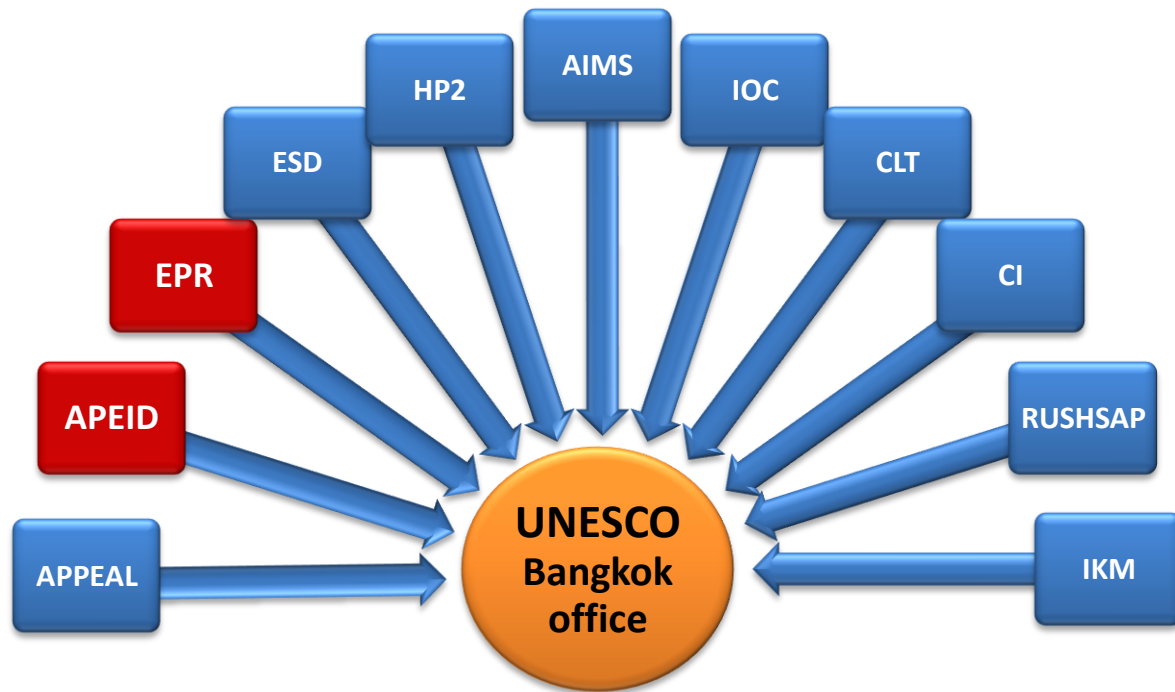 AIMS
HP2
IOC
ESD
CLT
EPR
CI
APEID
RUSHSAP
APPEAL
IKM
UNESCO
Bangkok
office